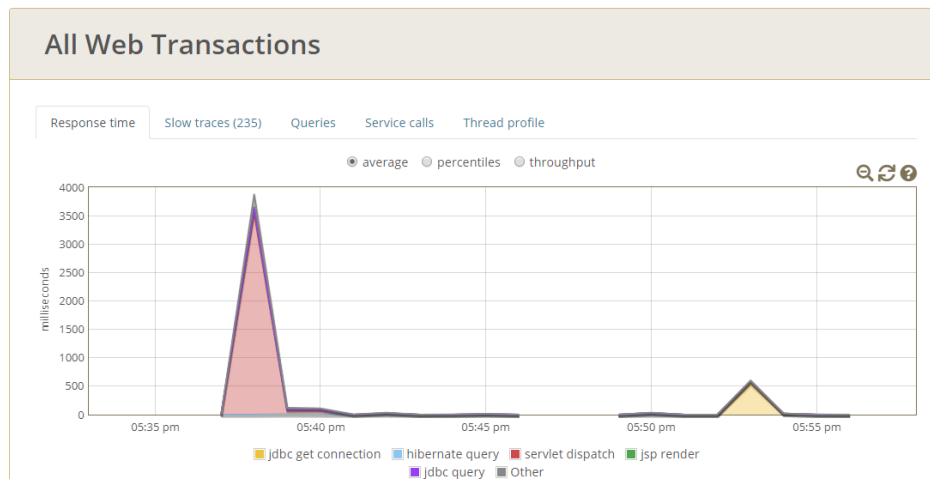 All Web Transactions
Response time Slow traces (235) Queries Service calls Thread profile
average percentiles throughput
4000
3500
3000
2500
2000
1500
1000
500
0
milliseconds
05:35 pm 05:40 pm 05:45 pm 05:50 pm 05:55 pm
jdbc get connection hibernate query servlet dispatch jsp render
jdbc query Other